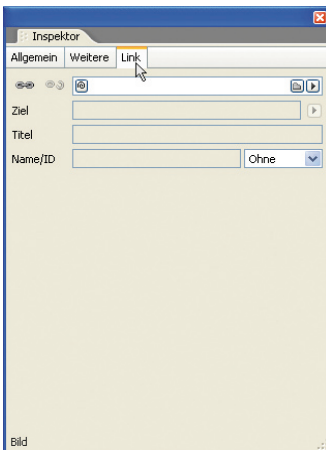 Inspektor
Allgemein Weitere Link
Ziel
Titel
Name/ID Ohne
Bild